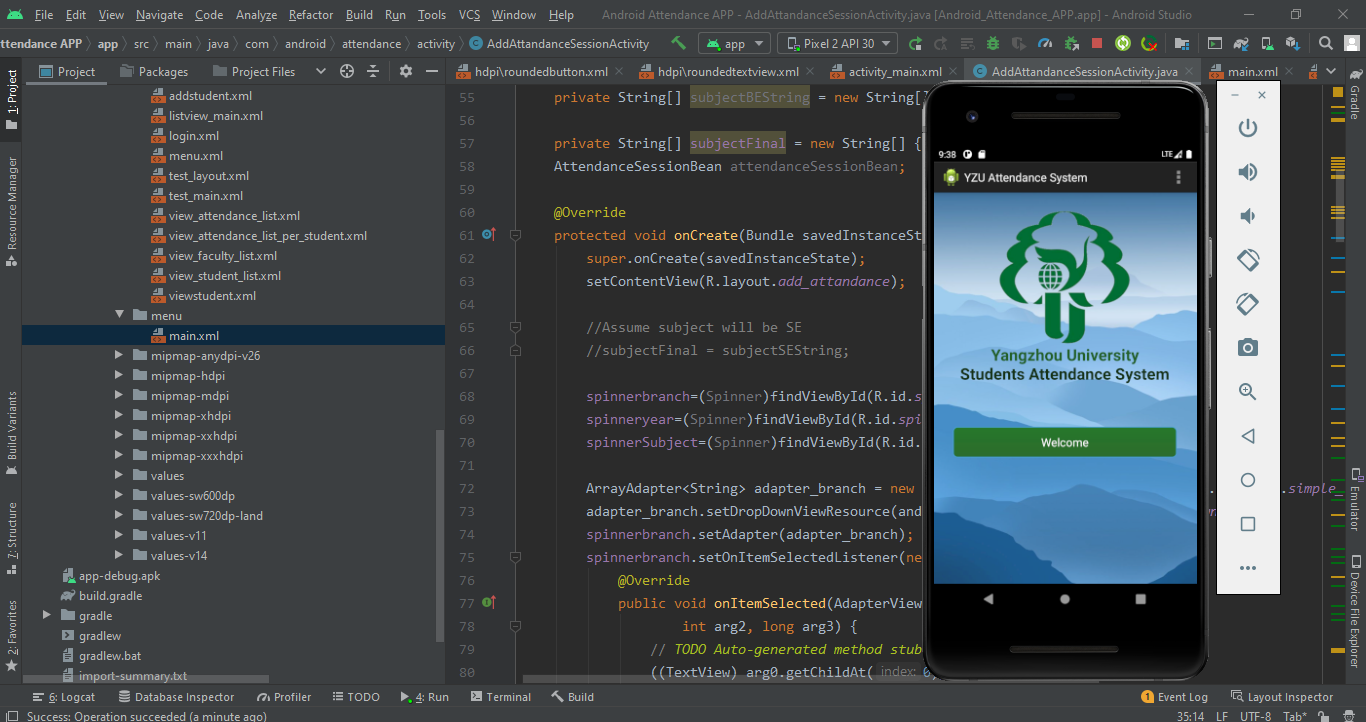 File Edit View Navigate Code Analyze Refactor Build Run Tools VCS Window Help Android Attendance APP - AddAttandanceSessionActivity.java [Android_Attendance_APP.app] - Android Studio
ttendance APP app src main java com android attendance activity AddAttandanceSessionActivity app Pixel 2 API 30
Project Packages Project Files hdpi\roundedbutton.xml hdpi\roundedtextview.xml activity_main.xml AddAttandanceSessionActivity.java main.xml
1: Project
Resource Manager
Build Variants
7: Structure
2: Favorites
addstudent.xml
listview_main.xml
login.xml
menu.xml
test_layout.xml
test_main.xml
view_attendance_list.xml
view_attendance_list_per_student.xml
view_faculty_list.xml
view_student_list.xml
viewstudent.xml
menu
main.xml
mipmap-anydpi-v26
mipmap-hdpi
mipmap-mdpi
mipmap-xhdpi
mipmap-xxhdpi
mipmap-xxxhdpi
values
values-sw600dp
values-sw720dp-land
values-v11
values-v14
app-debug.apk
build.gradle
gradle
gradlew
gradlew.bat
import-summary.txt
55 private String[] subjectBEString = new String[]
56
57 private String[] subjectFinal = new String[] {
58 AttendanceSessionBean attendanceSessionBean;
59
60 @Override
61 protected void onCreate(Bundle savedInstanceSt
62 super.onCreate(savedInstanceState);
63 setContentView(R.layout.add_attandance);
64
65 //Assume subject will be SE
66 //subjectFinal = subjectSEString;
67
68 spinnerbranch=(Spinner)findViewById(R.id.s
69 spinneryear=(Spinner)findViewById(R.id.spi
70 spinnerSubject=(Spinner)findViewById(R.id.
71
72 ArrayAdapter<String> adapter_branch = new .simple_
73 adapter_branch.setDropDownViewResource(and
74 spinnerbranch.setAdapter(adapter_branch);
75 spinnerbranch.setOnItemSelectedListener(ne
76 @Override
77 public void onItemSelected(AdapterView
78 int arg2, long arg3) {
79 // TODO Auto-generated method stub
80 ((TextView) arg0.getChildAt( index: 0)
9:38 LTE
YZU Attendance System
Yangzhou University
Students Attendance System
Welcome
Gradle
Emulator
Device File Explorer
6: Logcat Database Inspector Profiler TODO 4: Run Terminal Build 1 Event Log Layout Inspector
Success: Operation succeeded (a minute ago) 35:14 LF UTF-8 Tab*